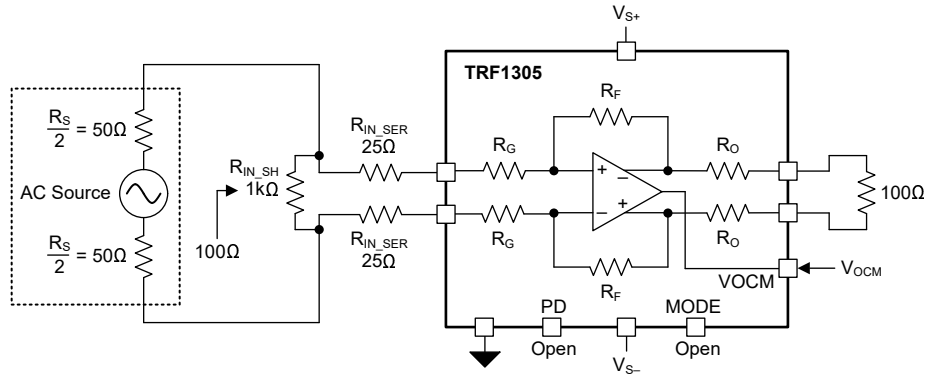 V_S+
TRF1305
R_F
R_S/2 = 50Ω
R_IN_SER
25Ω
R_G
R_O
AC Source
R_IN_SH
1kΩ
+
−
−
+
100Ω
R_S/2 = 50Ω
100Ω
R_IN_SER
25Ω
R_G
R_O
R_F
VOCM
V_OCM
PD
MODE
Open
Open
V_S–